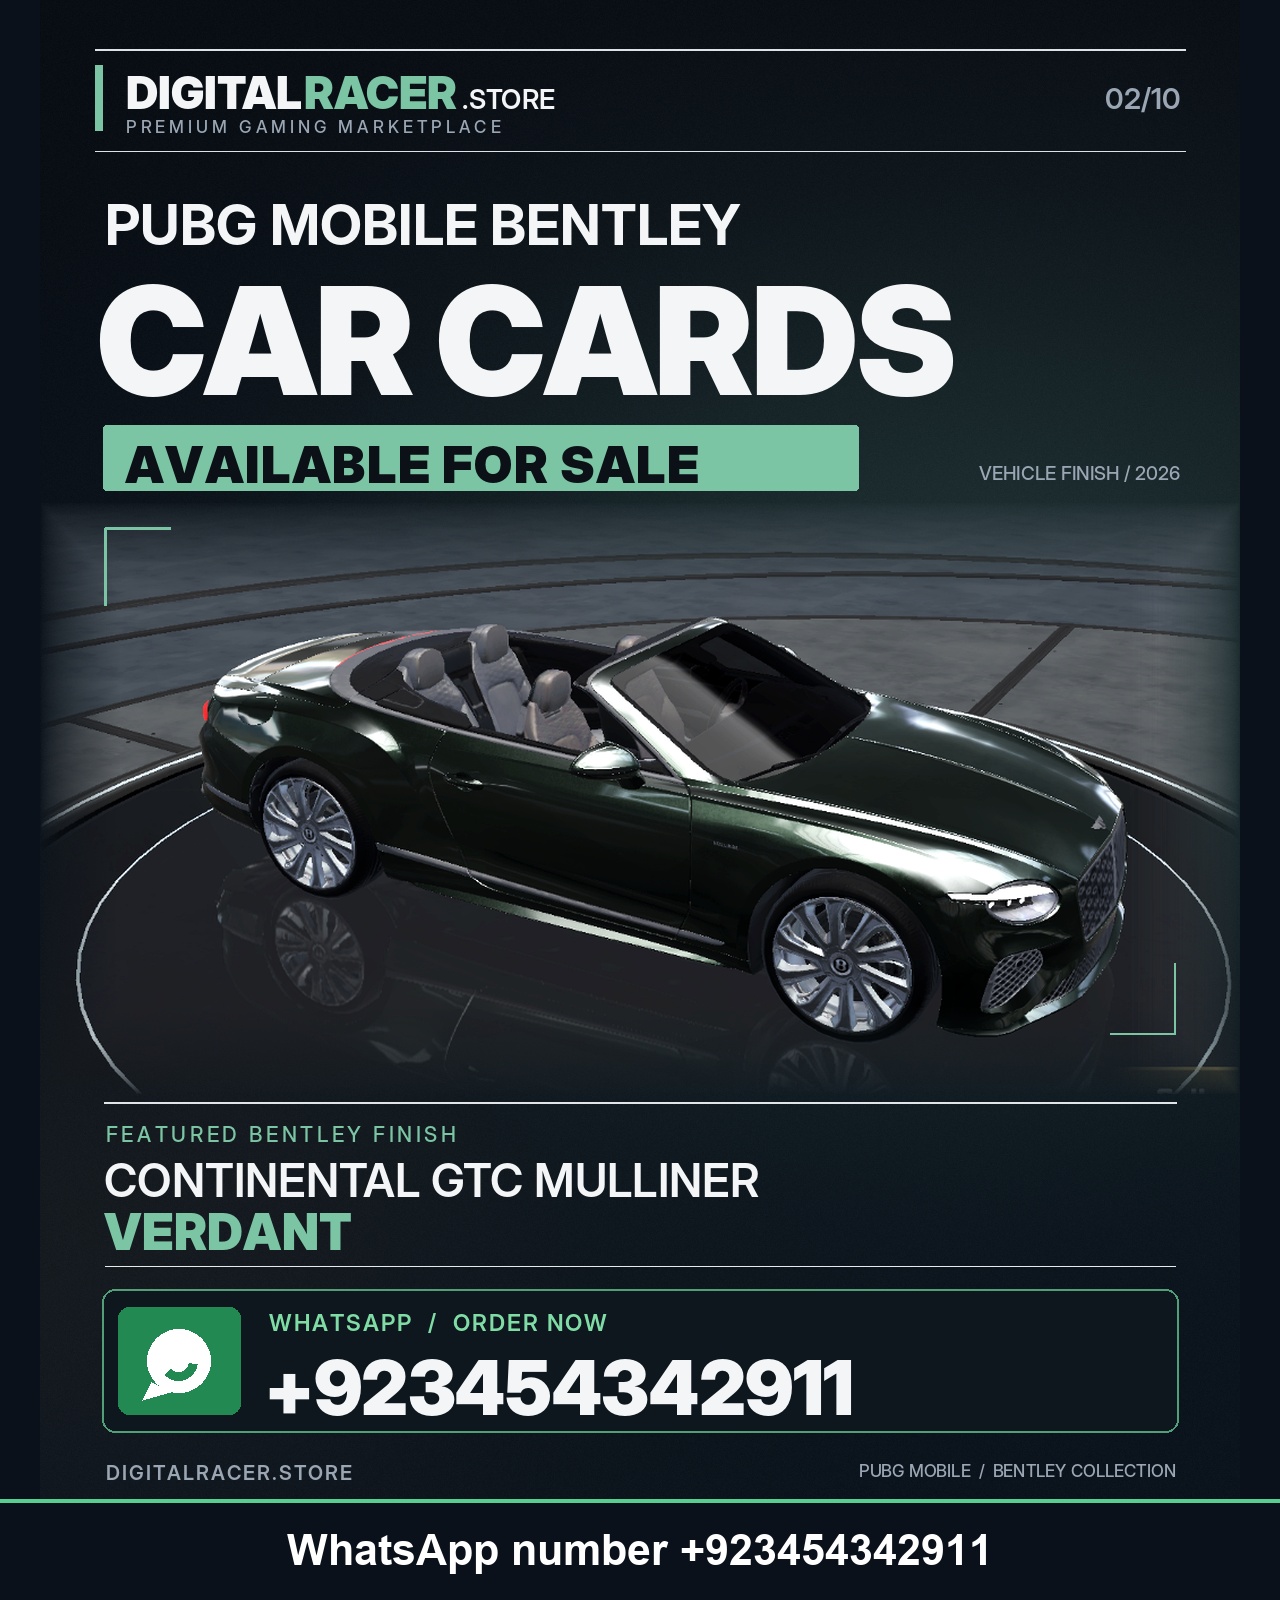 DIGITALRACER.STORE
PREMIUM GAMING MARKETPLACE
02/10
PUBG MOBILE BENTLEY
CAR CARDS
AVAILABLE FOR SALE
VEHICLE FINISH / 2026
FEATURED BENTLEY FINISH
CONTINENTAL GTC MULLINER
VERDANT
WHATSAPP / ORDER NOW
+923454342911
DIGITALRACER.STORE
PUBG MOBILE / BENTLEY COLLECTION
WhatsApp number +923454342911